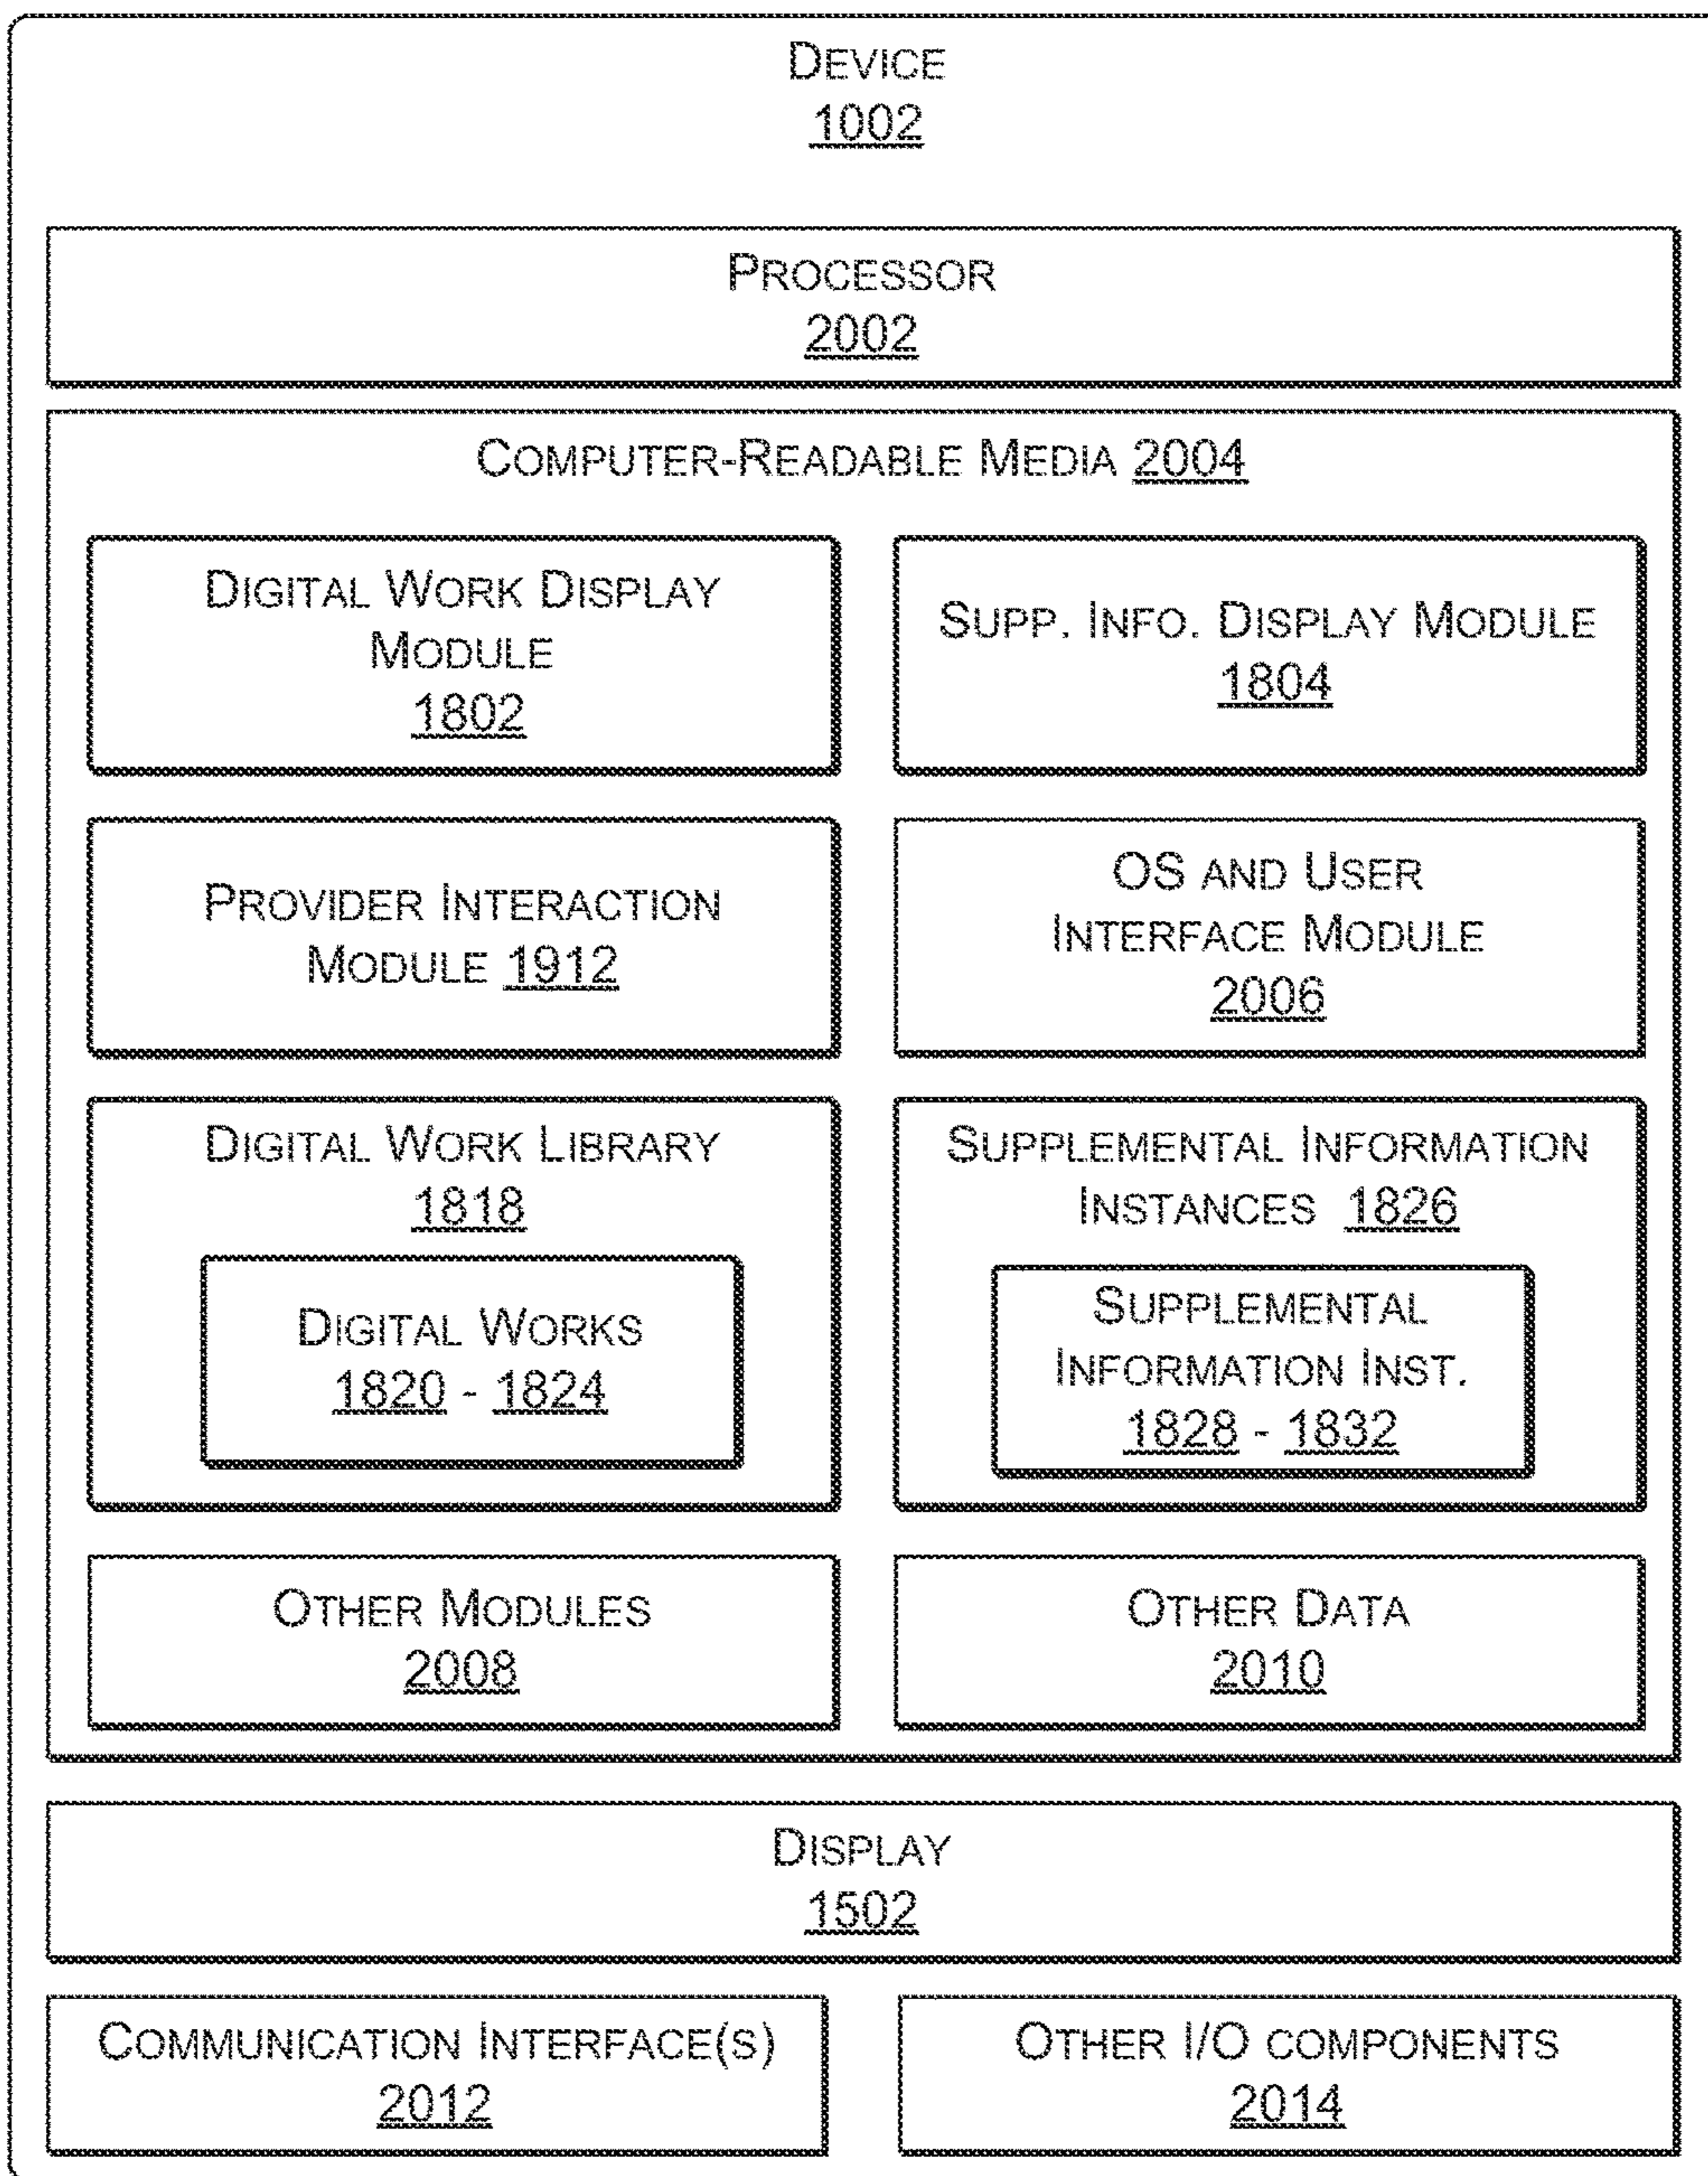 DEVICE
1002
PROCESSOR
2002
COMPUTER-READABLE MEDIA 2004
DIGITAL WORK DISPLAY
MODULE
1802
SUPP. INFO. DISPLAY MODULE
1804
PROVIDER INTERACTION
MODULE 1912
OS AND USER
INTERFACE MODULE
2006
DIGITAL WORK LIBRARY
1818
DIGITAL WORKS
1820 - 1824
SUPPLEMENTAL INFORMATION
INSTANCES 1826
SUPPLEMENTAL
INFORMATION INST.
1828 - 1832
OTHER MODULES
2008
OTHER DATA
2010
DISPLAY
1502
COMMUNICATION INTERFACE(S)
2012
OTHER I/O COMPONENTS
2014